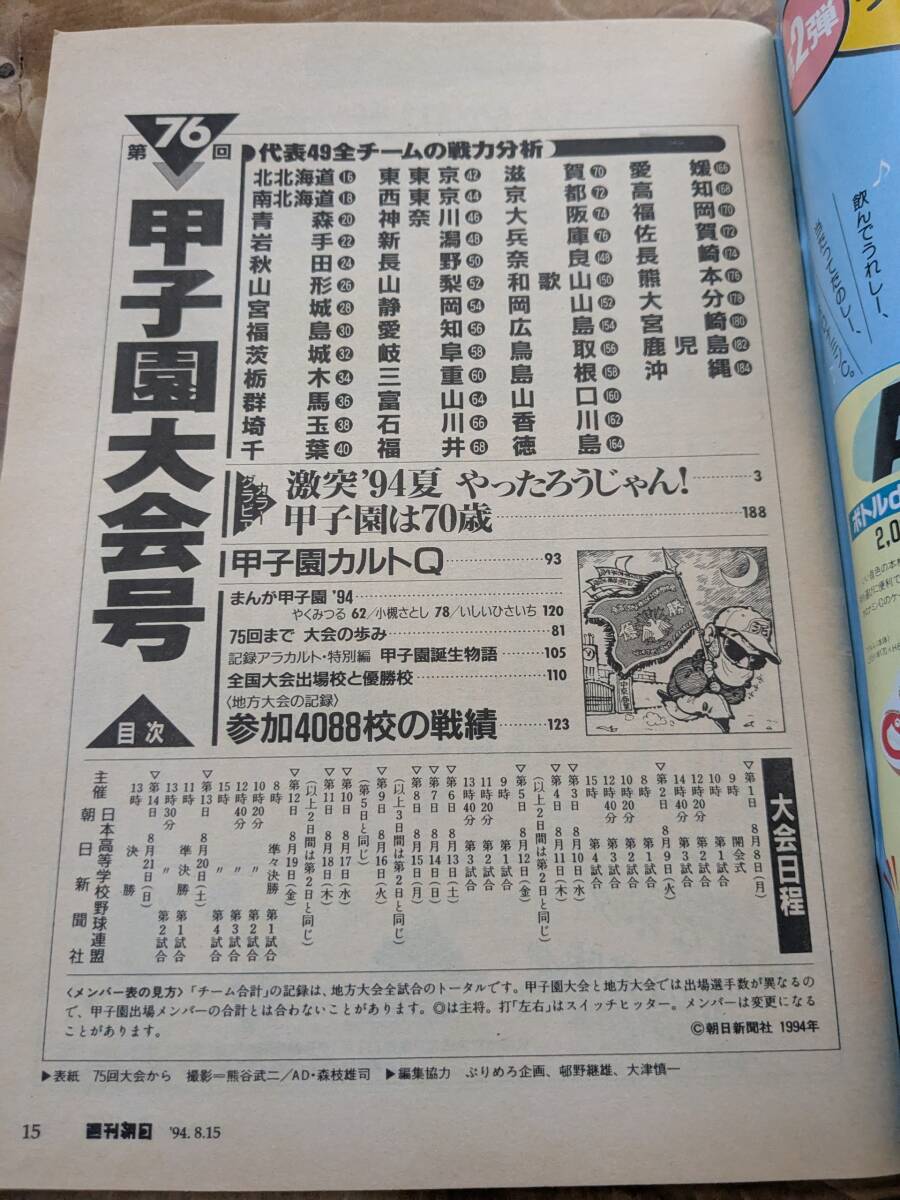 第76回
甲子園大会号
目次
代表49全チームの戦力分析
北北海道 16
南北海道 18
青森 20
岩手 22
秋田 24
山形 26
宮城 28
福島 30
茨城 32
栃木 34
群馬 36
埼玉 38
千葉 40
東東京 42
西東京 44
神奈川 46
新潟 48
長野 50
山梨 52
静岡 54
愛知 56
岐阜 58
三重 60
富山 64
石川 66
福井 68
滋賀 70
京都 72
大阪 74
兵庫 76
奈良 148
和歌山 150
岡山 152
広島 154
鳥取 156
島根 158
山口 160
香川 162
徳島 164
愛媛 166
高知 168
福岡 170
佐賀 172
長崎 174
熊本 176
大分 178
宮崎 180
鹿児島 182
沖縄 184
カラーグラビア
激突'94夏 やったろうじゃん! 3
甲子園は70歳 188
甲子園カルトQ 93
まんが甲子園 '94
やくみつる 62/小槻さとし 78/いしいひさいち 120
75回まで 大会の歩み 81
記録アラカルト・特別編 甲子園誕生物語 105
全国大会出場校と優勝校 110
〈地方大会の記録〉
参加4088校の戦績 123
優勝
大会日程
▽第1日 8月8日(月)
9時 開会式
10時 第1試合
12時20分 第2試合
14時40分 第3試合
▽第2日 8月9日(火)
8時 第1試合
10時20分 第2試合
12時40分 第3試合
15時 第4試合
▽第3日 8月10日(水)
▽第4日 8月11日(木)
(以上2日間は第2日と同じ)
▽第5日 8月12日(金)
9時 第1試合
11時20分 第2試合
13時40分 第3試合
▽第6日 8月13日(土)
▽第7日 8月14日(日)
▽第8日 8月15日(月)
(以上3日間は第2日と同じ)
▽第9日 8月16日(火)
(第5日と同じ)
▽第10日 8月17日(水)
▽第11日 8月18日(木)
(以上2日間は第2日と同じ)
▽第12日 8月19日(金)
8時 準々決勝 第1試合
10時20分 〃 第2試合
12時40分 〃 第3試合
15時 〃 第4試合
▽第13日 8月20日(土)
11時 準決勝 第1試合
13時30分 〃 第2試合
▽第14日 8月21日(日)
13時 決勝
主催 日本高等学校野球連盟
朝日新聞社
〈メンバー表の見方〉「チーム合計」の記録は、地方大会全試合のトータルです。甲子園大会と地方大会では出場選手数が異なるの
で、甲子園出場メンバーの合計とは合わないことがあります。◎は主将。打「左右」はスイッチヒッター。メンバーは変更になる
ことがあります。
©朝日新聞社 1994年
▶表紙 75回大会から 撮影=熊谷武二/AD・森枝雄司 ▶編集協力 ぷりめろ企画、邨野継雄、大津慎一
15 週刊朝日 '94.8.15
2弾
♪飲んでうれしー、
ボトルd
2,0